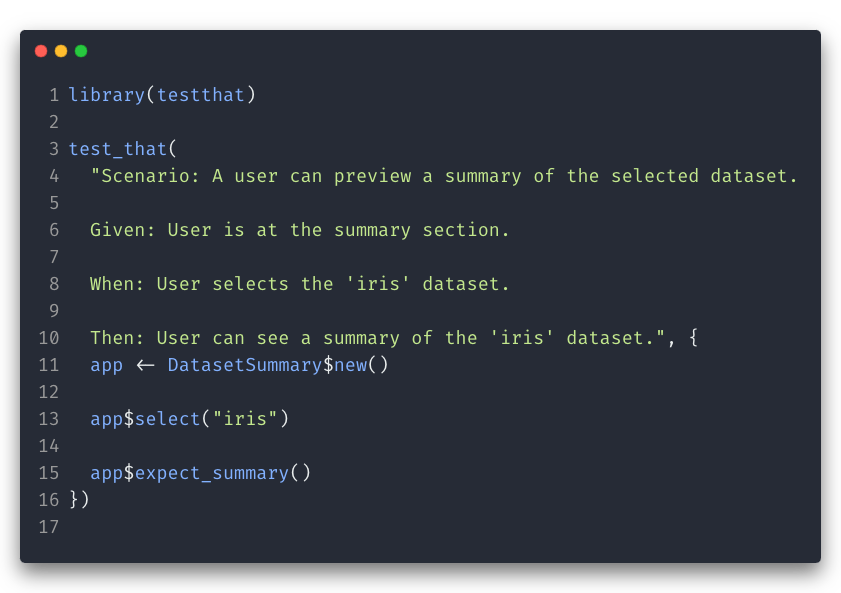 1 library(testthat)
2
3 test_that(
4   "Scenario: A user can preview a summary of the selected dataset.
5
6   Given: User is at the summary section.
7
8   When: User selects the 'iris' dataset.
9
10   Then: User can see a summary of the 'iris' dataset.", {
11   app <- DatasetSummary$new()
12
13   app$select("iris")
14
15   app$expect_summary()
16 })
17